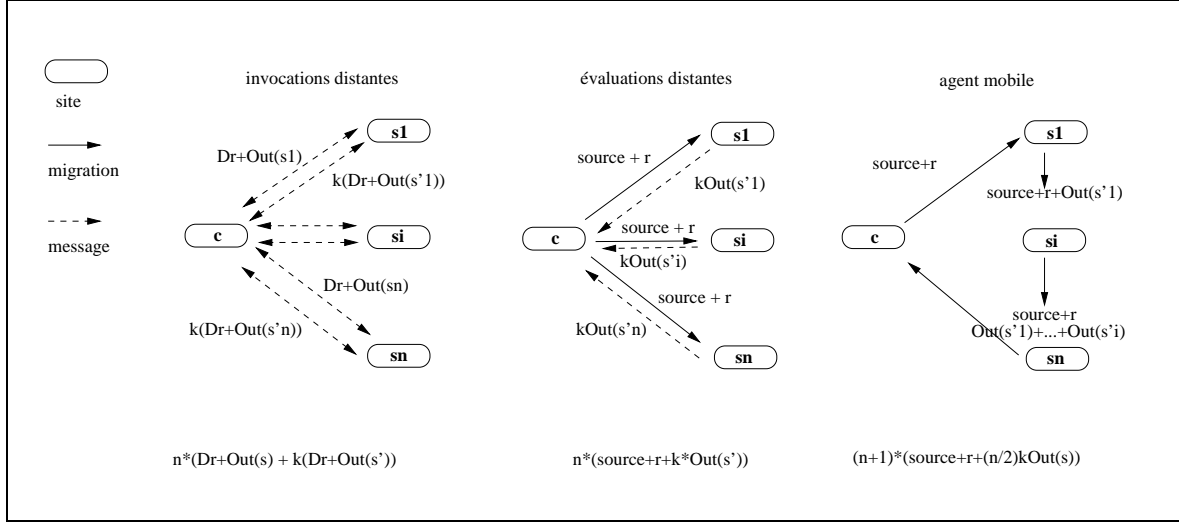 invocations distantes
évaluations distantes
agent mobile
site
migration
message
s1
Dr+Out(s1)
k(Dr+Out(s'1))
c
si
Dr+Out(sn)
k(Dr+Out(s'n))
sn
n*(Dr+Out(s) + k(Dr+Out(s'))
s1
source + r
kOut(s'1)
c
source + r
si
kOut(s'i)
source + r
kOut(s'n)
sn
n*(source+r+k*Out(s'))
s1
source+r
source+r+Out(s'1)
c
si
source+r
Out(s'1)+...+Out(s'i)
sn
(n+1)*(source+r+(n/2)kOut(s))